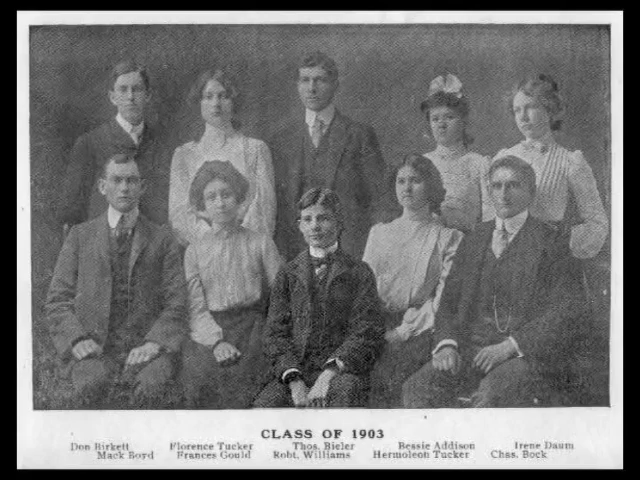 CLASS OF 1903
Don Birkett Florence Tucker Thos. Bieler Bessie Addison Irene Daum
Mack Boyd Frances Gould Robt. Williams Hermoleon Tucker Chas. Bock